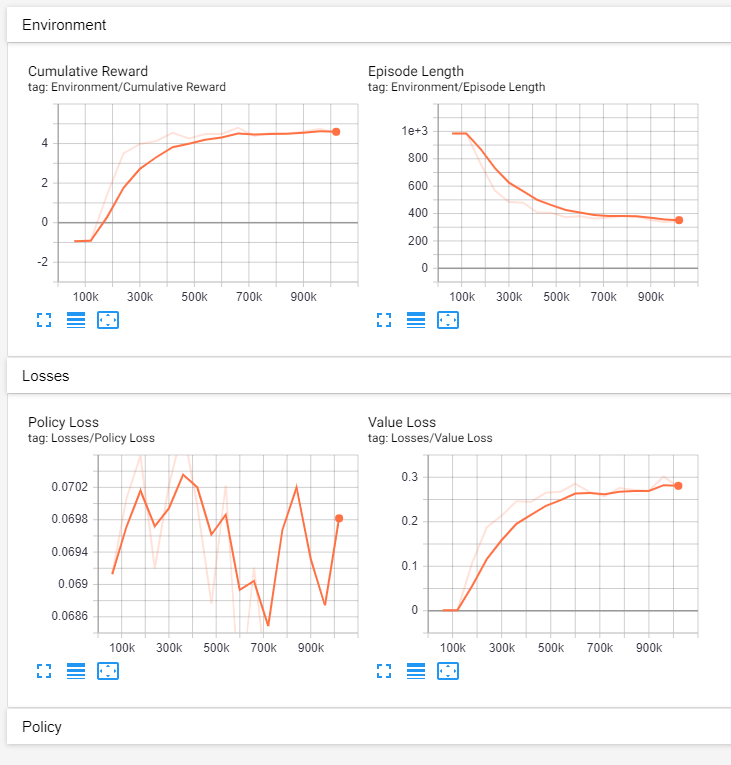 Environment
Cumulative Reward
tag: Environment/Cumulative Reward
4
2
0
-2
100k 300k 500k 700k 900k
Episode Length
tag: Environment/Episode Length
1e+3
800
600
400
200
0
100k 300k 500k 700k 900k
Losses
Policy Loss
tag: Losses/Policy Loss
0.0702
0.0698
0.0694
0.069
0.0686
100k 300k 500k 700k 900k
Value Loss
tag: Losses/Value Loss
0.3
0.2
0.1
0
100k 300k 500k 700k 900k
Policy